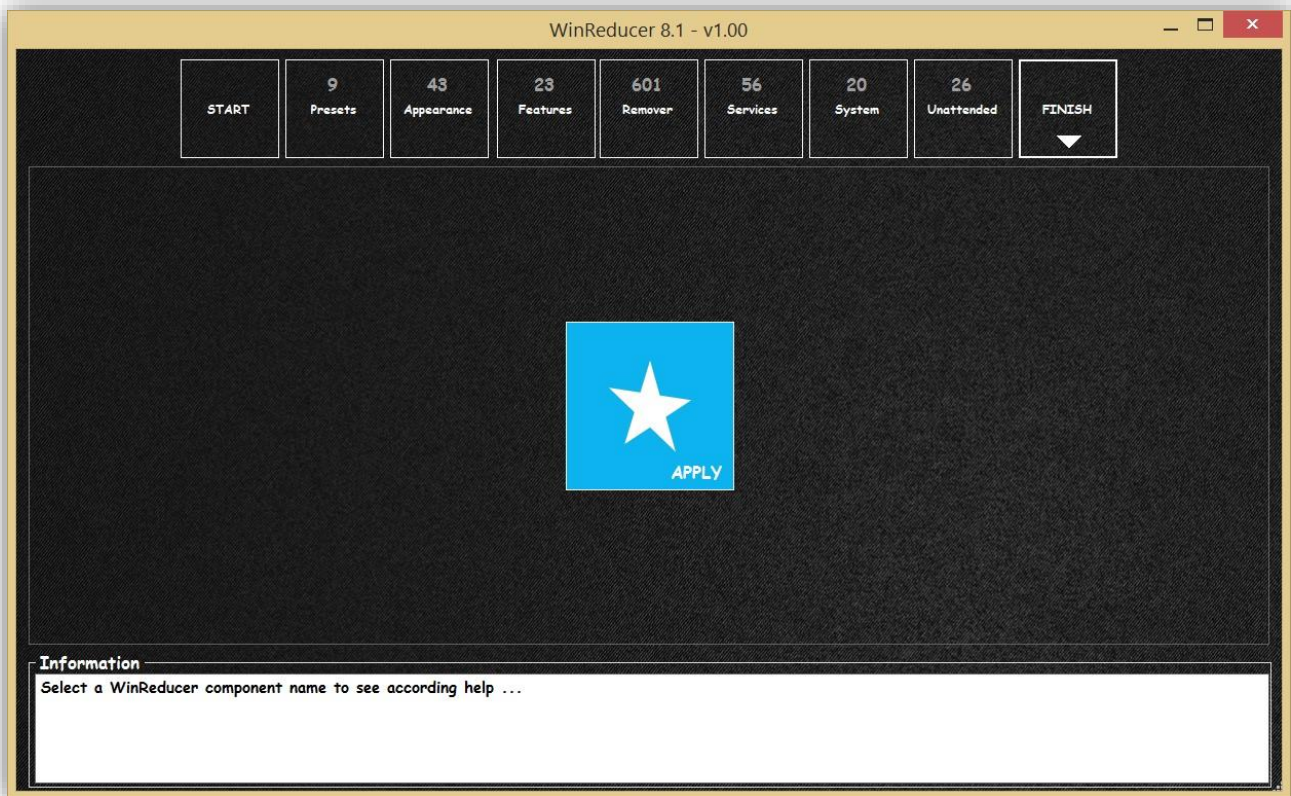 WinReducer 8.1 - v1.00
START
9
Presets
43
Appearance
23
Features
601
Remover
56
Services
20
System
26
Unattended
FINISH
APPLY
Information
Select a WinReducer component name to see according help ...